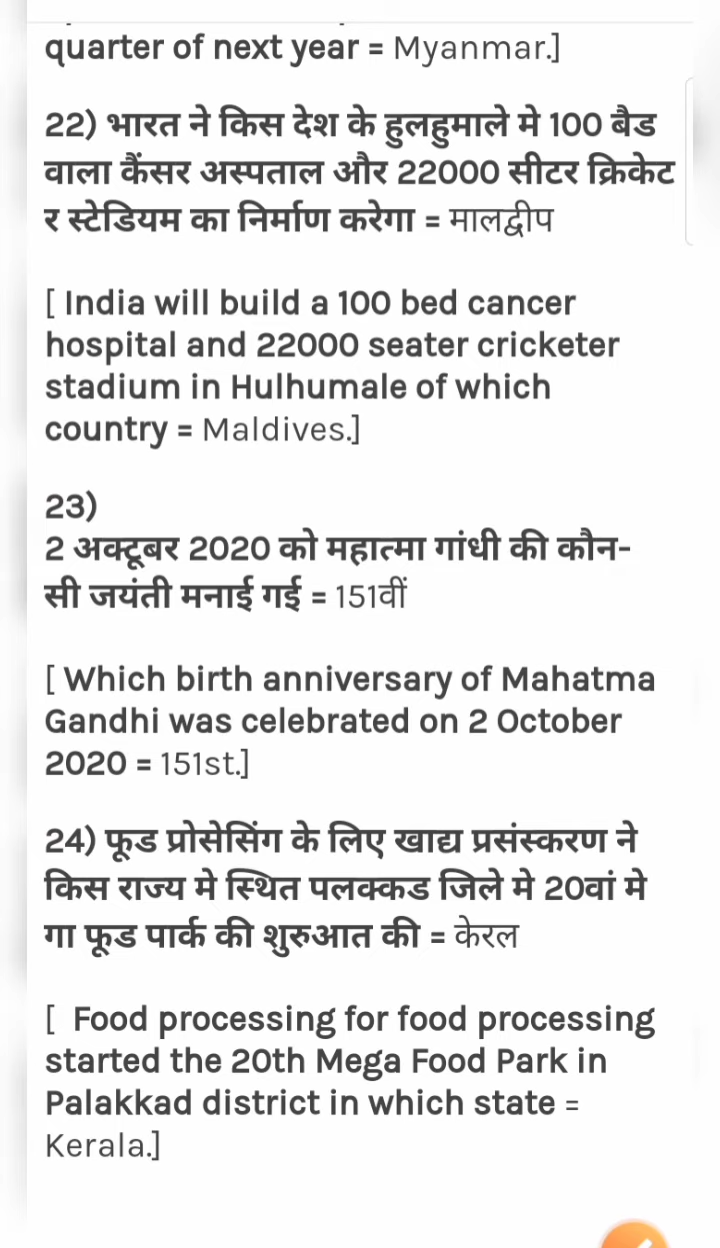 quarter of next year = Myanmar.]
22) भारत ने किस देश के हुलहुमाले मे 100 बैड
वाला कैंसर अस्पताल और 22000 सीटर क्रिकेट
र स्टेडियम का निर्माण करेगा = मालद्वीप
[ India will build a 100 bed cancer
hospital and 22000 seater cricketer
stadium in Hulhumale of which
country = Maldives.]
23)
2 अक्टूबर 2020 को महात्मा गांधी की कौन-
सी जयंती मनाई गई = 151वीं
[ Which birth anniversary of Mahatma
Gandhi was celebrated on 2 October
2020 = 151st.]
24) फूड प्रोसेसिंग के लिए खाद्य प्रसंस्करण ने
किस राज्य मे स्थित पलक्कड जिले मे 20वां मे
गा फूड पार्क की शुरुआत की = केरल
[ Food processing for food processing
started the 20th Mega Food Park in
Palakkad district in which state =
Kerala.]